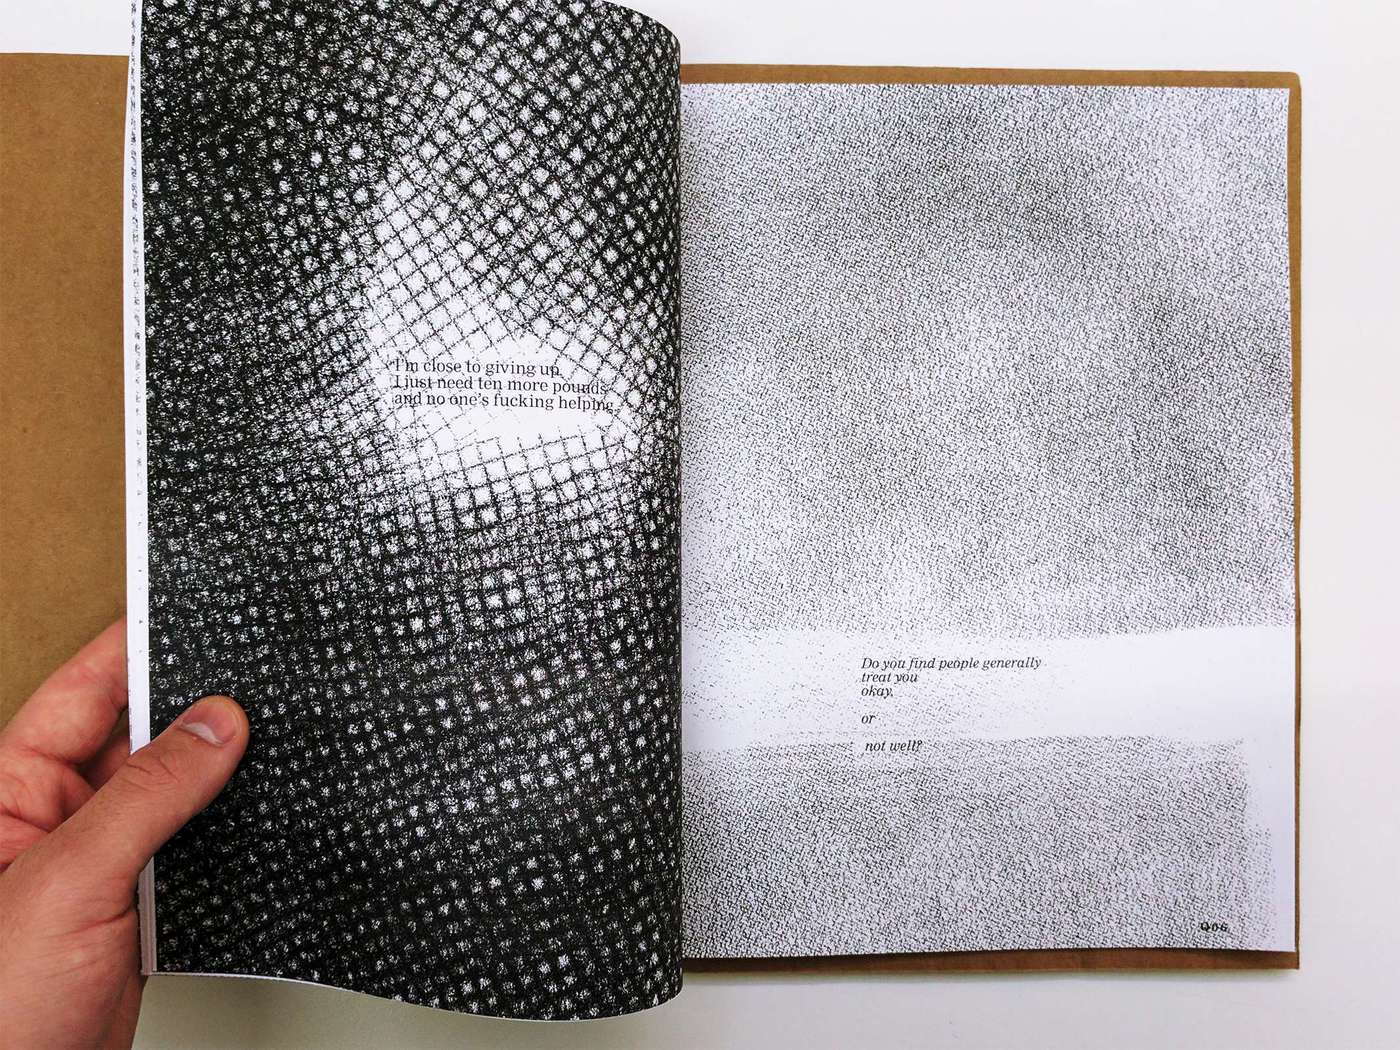 I'm close to giving up.
I just need ten more pounds
and no one's fucking helping.
Do you find people generally
treat you
okay,
or
not well?
Q06